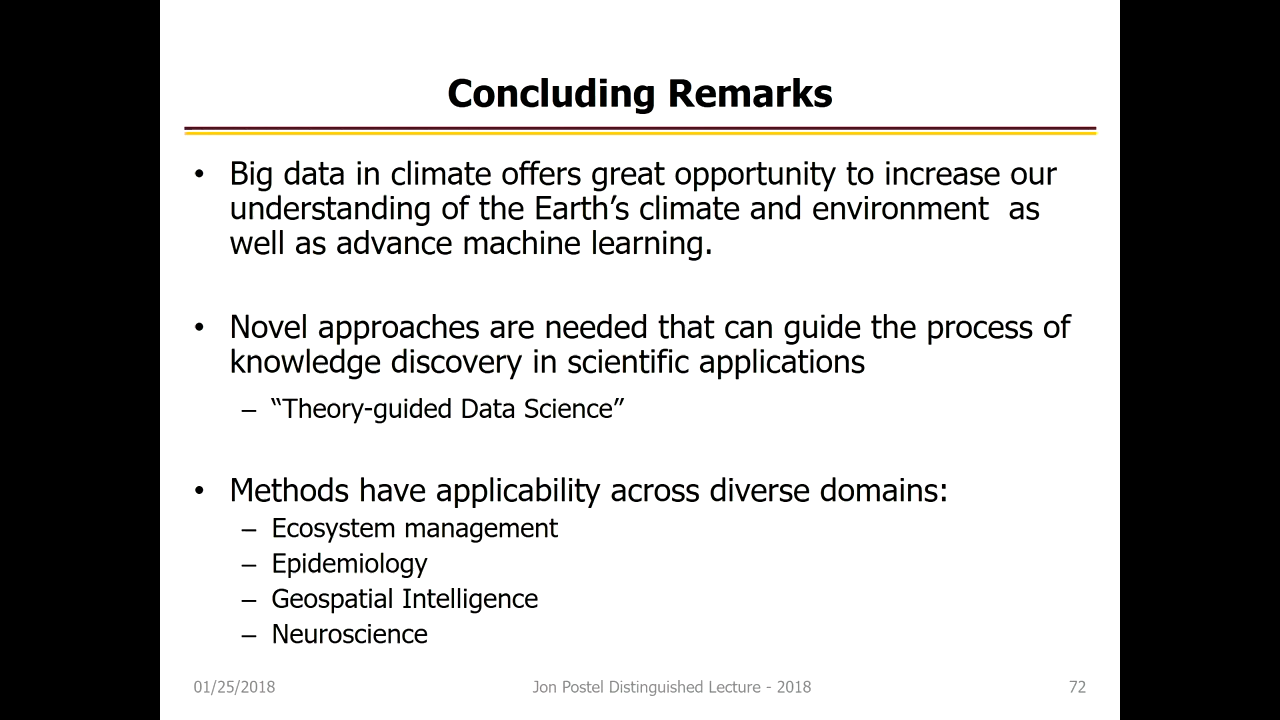 Concluding Remarks
• Big data in climate offers great opportunity to increase our
understanding of the Earth’s climate and environment  as
well as advance machine learning.
• Novel approaches are needed that can guide the process of
knowledge discovery in scientific applications
– “Theory-guided Data Science”
• Methods have applicability across diverse domains:
– Ecosystem management
– Epidemiology
– Geospatial Intelligence
– Neuroscience
01/25/2018 Jon Postel Distinguished Lecture - 2018 72